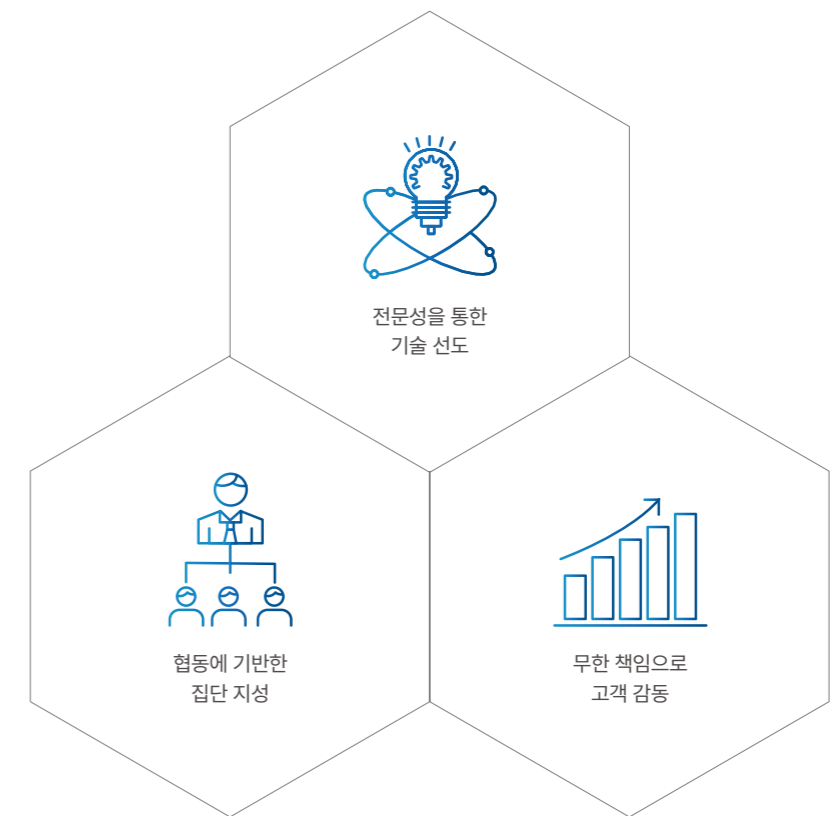 전문성을 통한
기술 선도
협동에 기반한
집단 지성
무한 책임으로
고객 감동